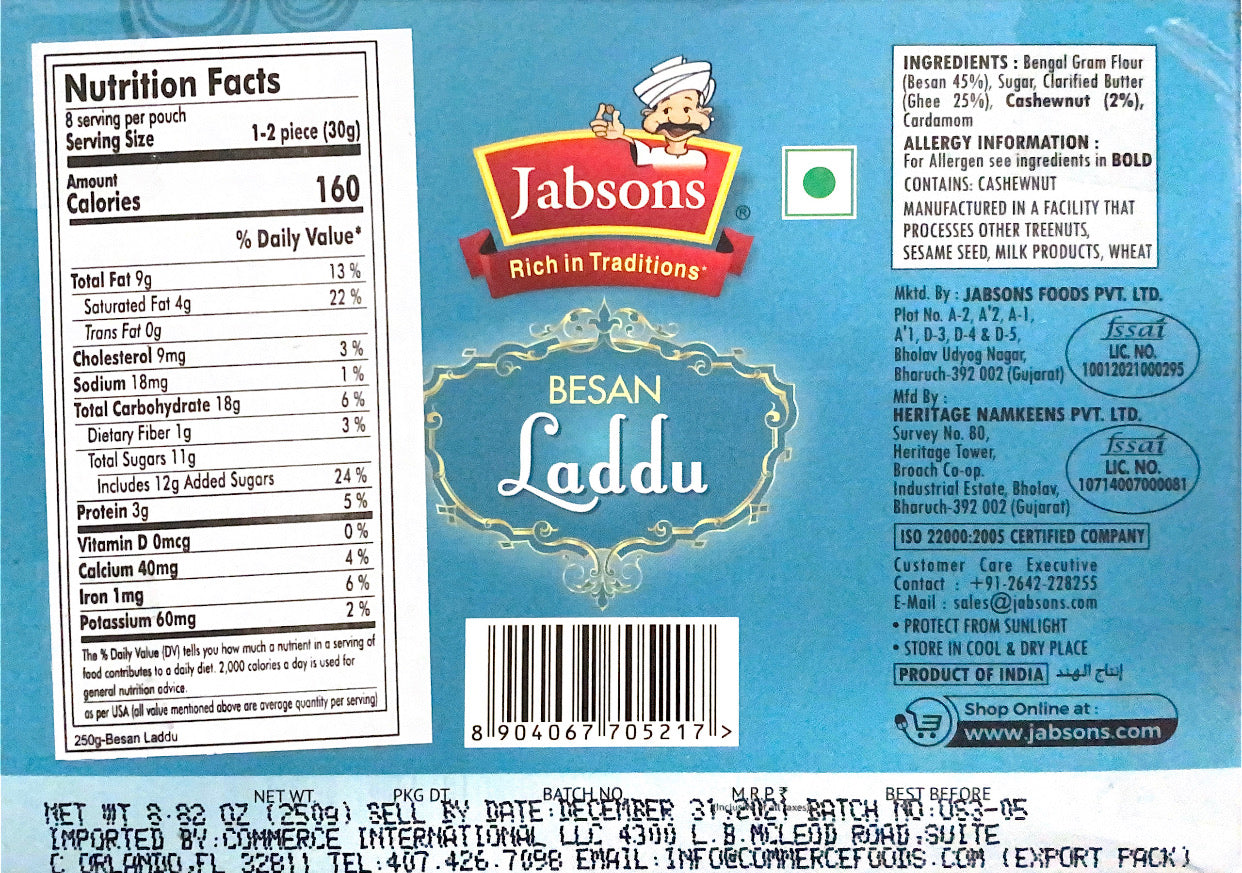 Nutrition Facts
8 serving per pouch
Serving Size 1-2 piece (30g)
Amount
Calories 160
% Daily Value*
Total Fat 9g 13 %
Saturated Fat 4g 22 %
Trans Fat 0g
Cholesterol 9mg 3 %
Sodium 18mg 1 %
Total Carbohydrate 18g 6 %
Dietary Fiber 1g 3 %
Total Sugars 11g
Includes 12g Added Sugars 24 %
Protein 3g 5 %
Vitamin D 0mcg 0 %
Calcium 40mg 4 %
Iron 1mg 6 %
Potassium 60mg 2 %
The % Daily Value (DV) tells you how much a nutrient in a serving of
food contributes to a daily diet. 2,000 calories a day is used for
general nutrition advice.
as per USA (all value mentioned above are average quantity per serving)
250g-Besan Laddu
Jabsons
®
Rich in Traditions*
BESAN
Laddu
8 904067 705217 >
INGREDIENTS : Bengal Gram Flour
(Besan 45%), Sugar, Clarified Butter
(Ghee 25%), Cashewnut (2%),
Cardamom
ALLERGY INFORMATION :
For Allergen see ingredients in BOLD
CONTAINS: CASHEWNUT
MANUFACTURED IN A FACILITY THAT
PROCESSES OTHER TREENUTS,
SESAME SEED, MILK PRODUCTS, WHEAT
Mktd. By : JABSONS FOODS PVT. LTD.
Plot No. A-2, A'2, A-1,
A'1, D-3, D-4 & D-5,
Bholav Udyog Nagar,
Bharuch-392 002 (Gujarat)
fssai
LIC. NO.
10012021000295
Mfd By :
HERITAGE NAMKEENS PVT. LTD.
Survey No. 80,
Heritage Tower,
Broach Co-op.
Industrial Estate, Bholav,
Bharuch-392 002 (Gujarat)
fssai
LIC. NO.
10714007000081
ISO 22000:2005 CERTIFIED COMPANY
Customer Care Executive
Contact : +91-2642-228255
E-Mail : sales@jabsons.com
• PROTECT FROM SUNLIGHT
• STORE IN COOL & DRY PLACE
PRODUCT OF INDIA إنتاج الهند
Shop Online at :
www.jabsons.com
NET WT. PKG DT. BATCH NO. M.R.P.₹ BEST BEFORE
(Inclusive of all taxes)
NET WT 8.82 OZ (250g) SELL BY DATE:DECEMBER 31,2021 BATCH NO:US3-05
IMPORTED BY:COMMERCE INTERNATIONAL LLC 4300 L.B.MCLEOD ROAD,SUITE
C ORLANDO,FL 32811 TEL:407.426.7098 EMAIL:INFO@COMMERCEFOODS.COM (EXPORT PACK)